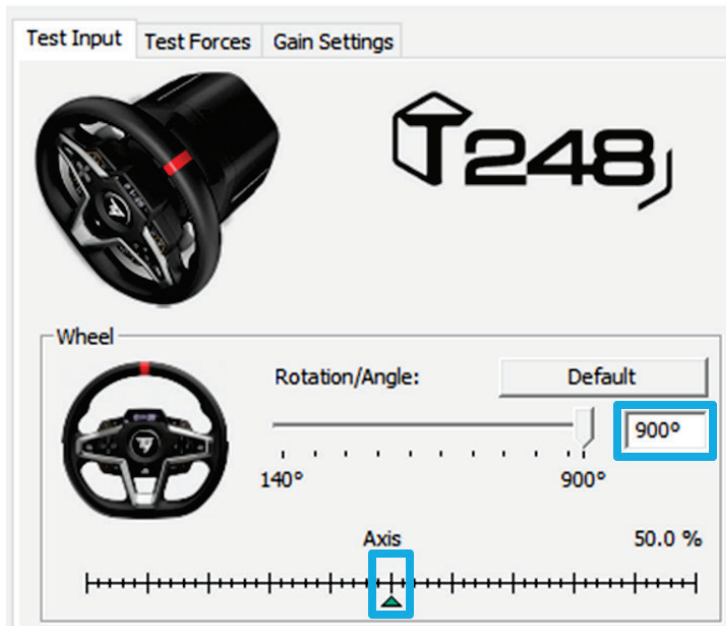 Test Input Test Forces Gain Settings
T248
Wheel
Rotation/Angle: Default
900°
140° 900°
Axis 50.0 %